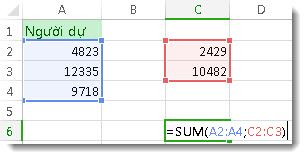 A B C D
1 Người dự
2 4823 2429
3 12335 10482
4 9718
5
6 =SUM(A2:A4;C2:C3)